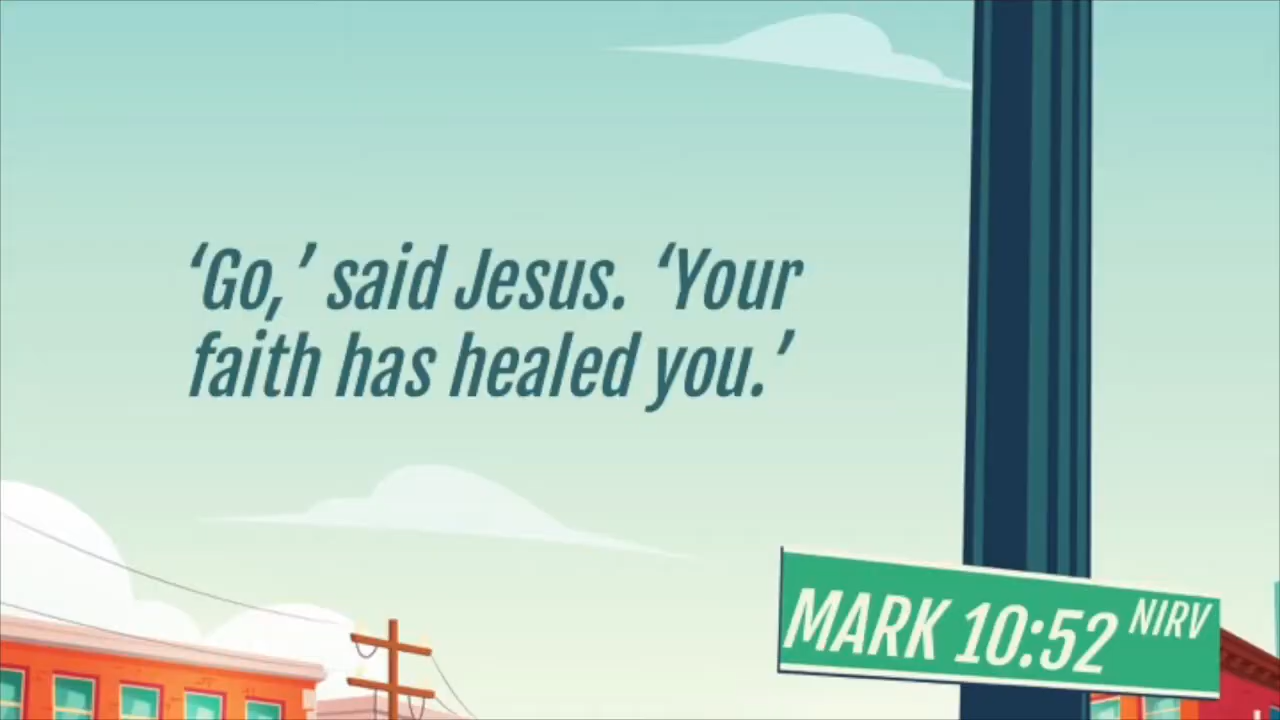 ‘Go,’ said Jesus. ‘Your
faith has healed you.’
MARK 10:52 NIRV